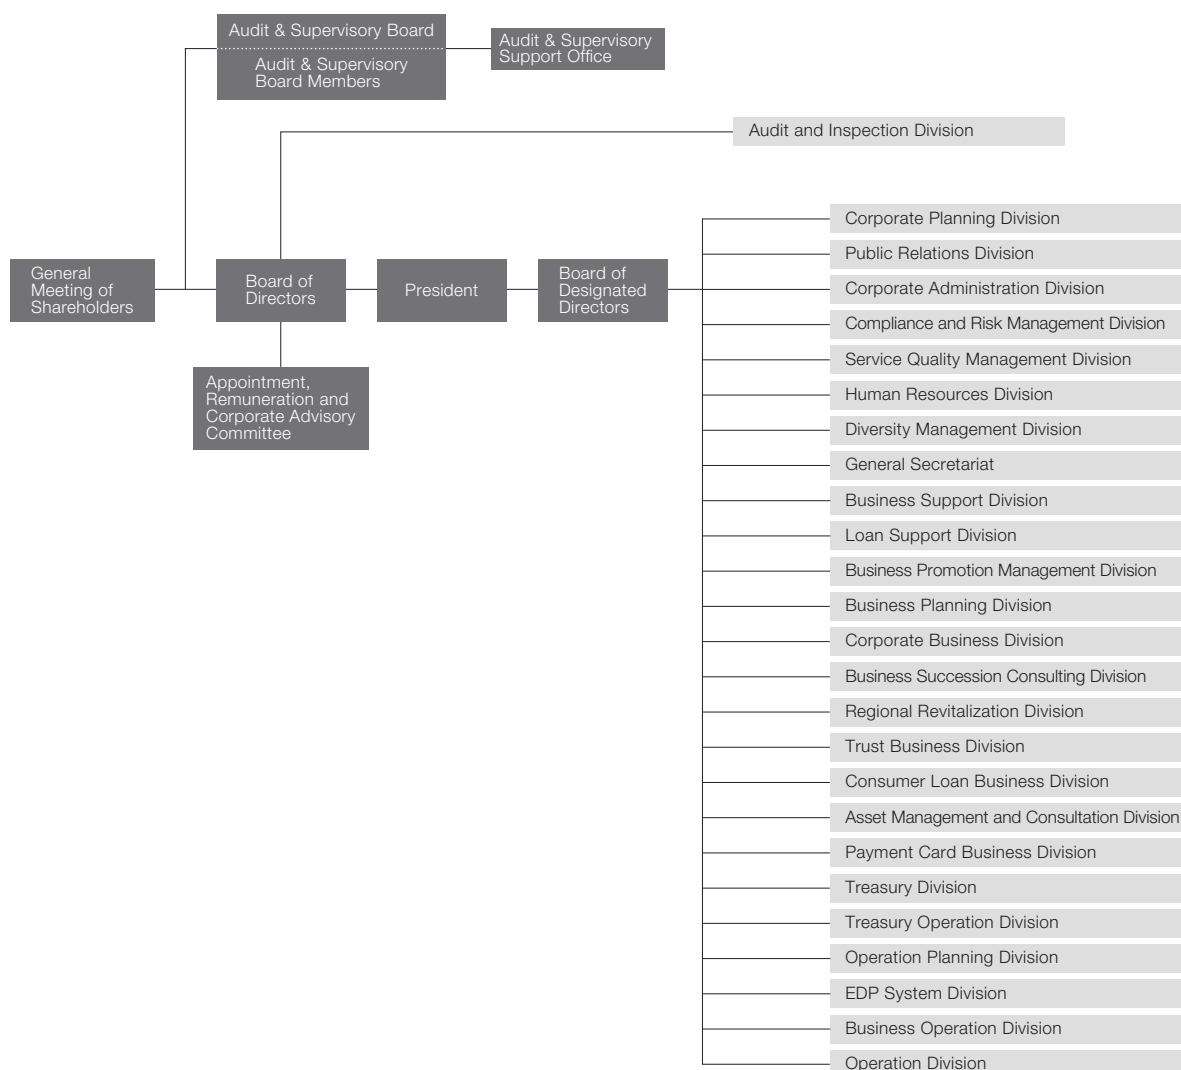 Audit & Supervisory Board
Audit & Supervisory
Board Members
Audit & Supervisory
Support Office
Audit and Inspection Division
General
Meeting of
Shareholders
Board of
Directors
President
Board of
Designated
Directors
Appointment,
Remuneration and
Corporate Advisory
Committee
Corporate Planning Division
Public Relations Division
Corporate Administration Division
Compliance and Risk Management Division
Service Quality Management Division
Human Resources Division
Diversity Management Division
General Secretariat
Business Support Division
Loan Support Division
Business Promotion Management Division
Business Planning Division
Corporate Business Division
Business Succession Consulting Division
Regional Revitalization Division
Trust Business Division
Consumer Loan Business Division
Asset Management and Consultation Division
Payment Card Business Division
Treasury Division
Treasury Operation Division
Operation Planning Division
EDP System Division
Business Operation Division
Operation Division